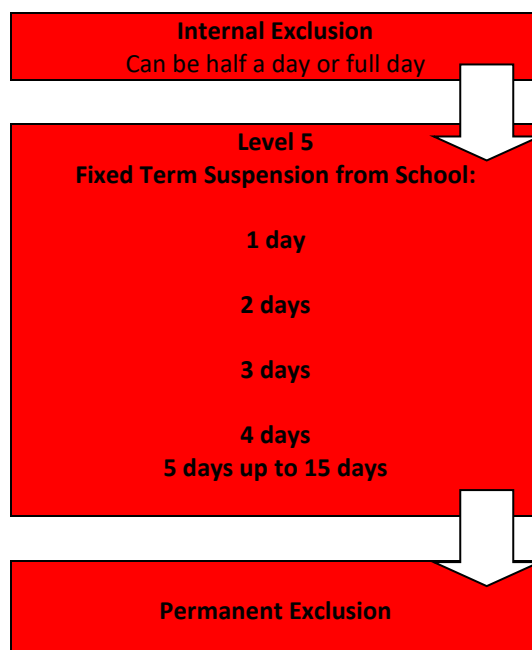 Internal Exclusion
Can be half a day or full day
Level 5
Fixed Term Suspension from School:
1 day
2 days
3 days
4 days
5 days up to 15 days
Permanent Exclusion